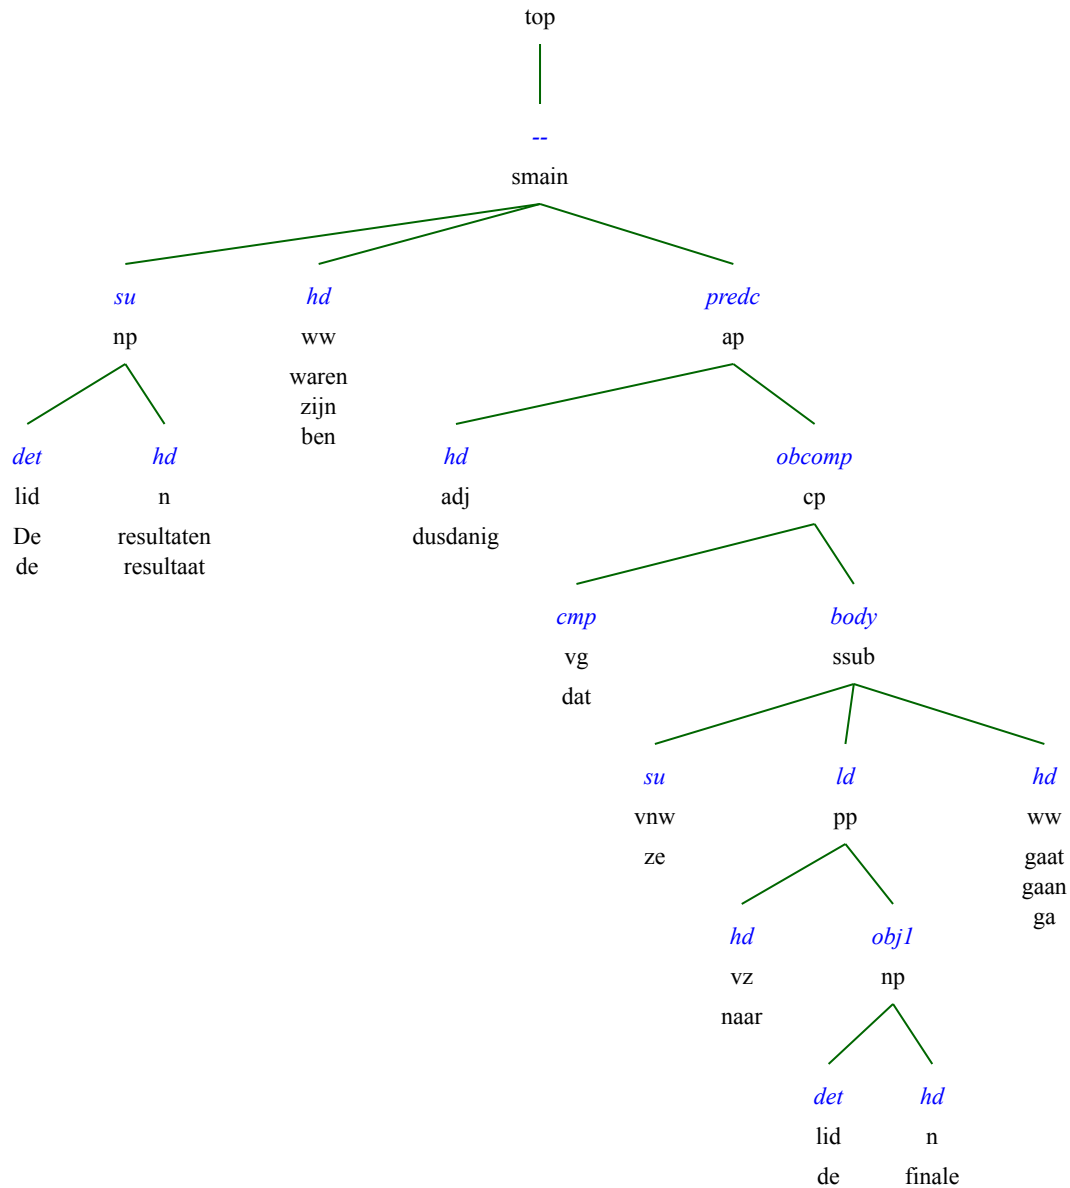 top
--
smain
su hd predc
np ww ap
waren
zijn
ben
det hd hd obcomp
lid n adj cp
De resultaten dusdanig
de resultaat
cmp body
vg ssub
dat
su ld hd
vnw pp ww
ze gaat
gaan
ga
hd obj1
vz np
naar
det hd
lid n
de finale